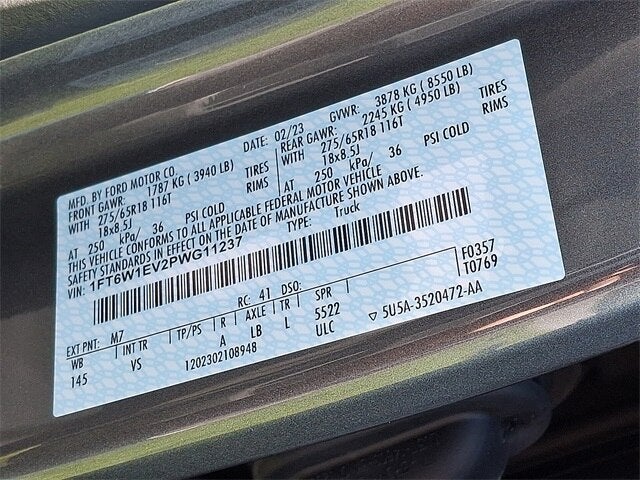 MFD. BY FORD MOTOR CO.
DATE: 02/23 GVWR: 3878 KG ( 8550 LB)
FRONT GAWR: 1787 KG ( 3940 LB) REAR GAWR: 2245 KG ( 4950 LB)
WITH 275/65R18 116T TIRES WITH 275/65R18 116T TIRES
18x8.5J RIMS 18x8.5J RIMS
AT 250 kPa/ 36 PSI COLD AT 250 kPa/ 36 PSI COLD
THIS VEHICLE CONFORMS TO ALL APPLICABLE FEDERAL MOTOR VEHICLE
SAFETY STANDARDS IN EFFECT ON THE DATE OF MANUFACTURE SHOWN ABOVE.
VIN: 1FT6W1EV2PWG11237 TYPE: Truck
F0357
T0769
EXT PNT: M7 RC: 41 DSO:
WB INT TR TP/PS R AXLE TR SPR
145 VS A LB L 5522
ULC
1202302108948 ▽ 5U5A-3520472-AA